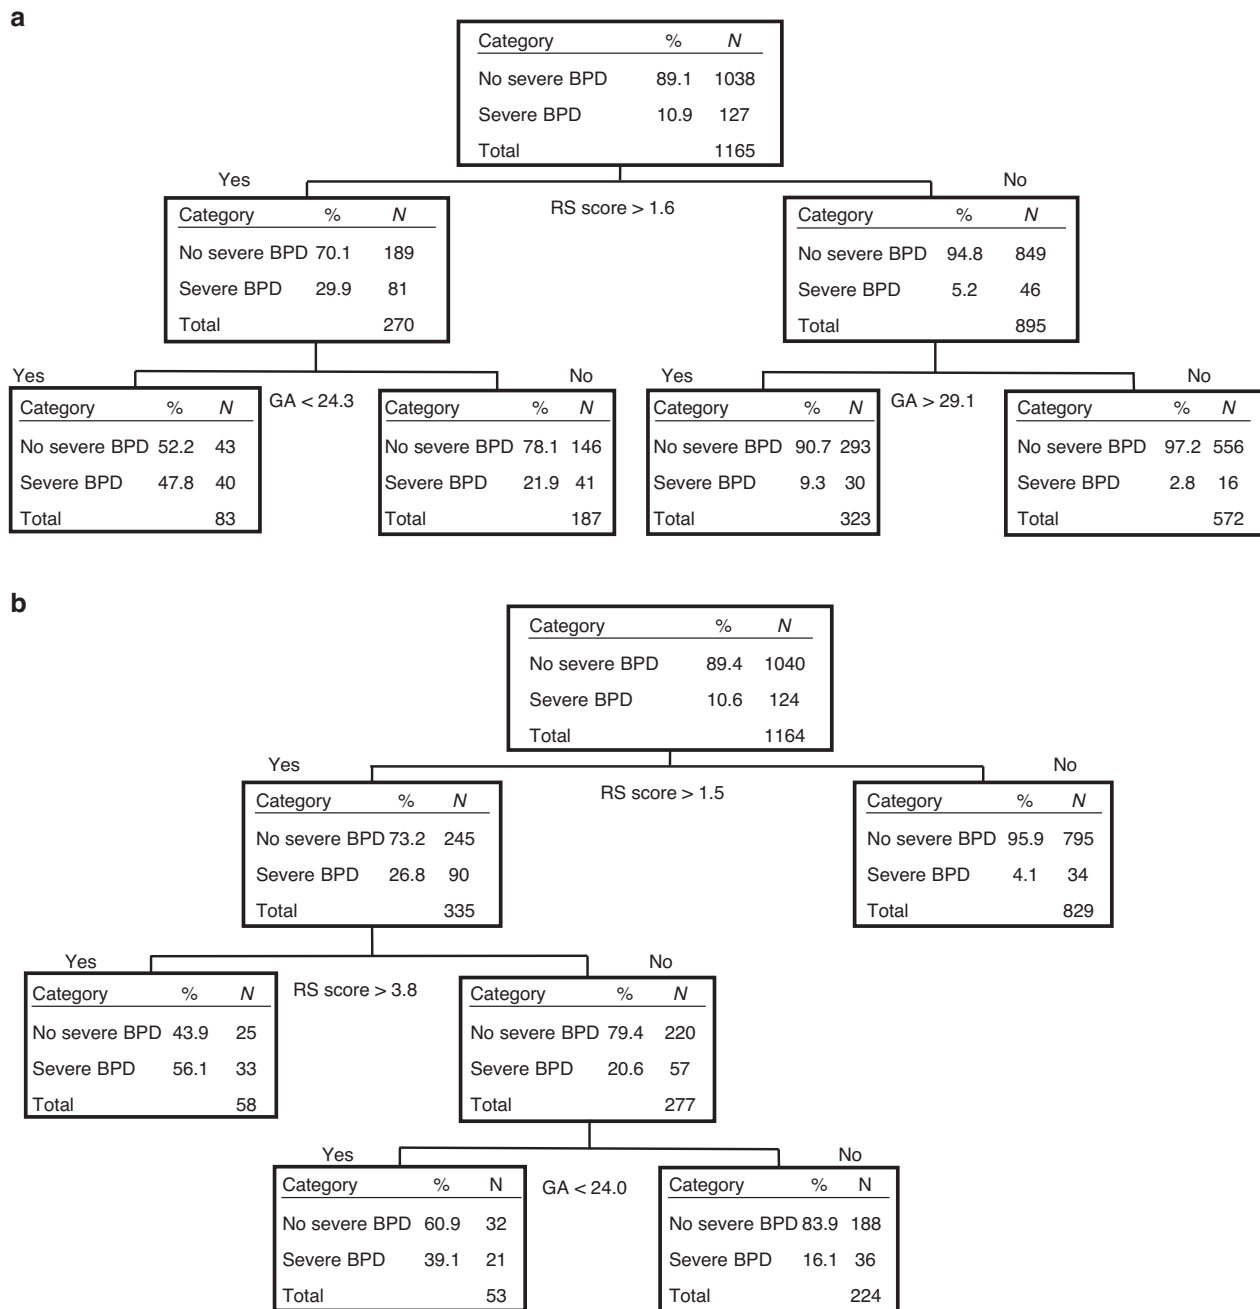 a
Category % N
No severe BPD 89.1 1038
Severe BPD 10.9 127
Total 1165
Yes
RS score > 1.6
No
Category % N
No severe BPD 70.1 189
Severe BPD 29.9 81
Total 270
Category % N
No severe BPD 94.8 849
Severe BPD 5.2 46
Total 895
Yes
GA < 24.3
No
Category % N
No severe BPD 52.2 43
Severe BPD 47.8 40
Total 83
Category % N
No severe BPD 78.1 146
Severe BPD 21.9 41
Total 187
Yes
GA > 29.1
No
Category % N
No severe BPD 90.7 293
Severe BPD 9.3 30
Total 323
Category % N
No severe BPD 97.2 556
Severe BPD 2.8 16
Total 572
b
Category % N
No severe BPD 89.4 1040
Severe BPD 10.6 124
Total 1164
Yes
RS score > 1.5
No
Category % N
No severe BPD 73.2 245
Severe BPD 26.8 90
Total 335
Category % N
No severe BPD 95.9 795
Severe BPD 4.1 34
Total 829
Yes
RS score > 3.8
No
Category % N
No severe BPD 43.9 25
Severe BPD 56.1 33
Total 58
Category % N
No severe BPD 79.4 220
Severe BPD 20.6 57
Total 277
Yes
GA < 24.0
No
Category % N
No severe BPD 60.9 32
Severe BPD 39.1 21
Total 53
Category % N
No severe BPD 83.9 188
Severe BPD 16.1 36
Total 224